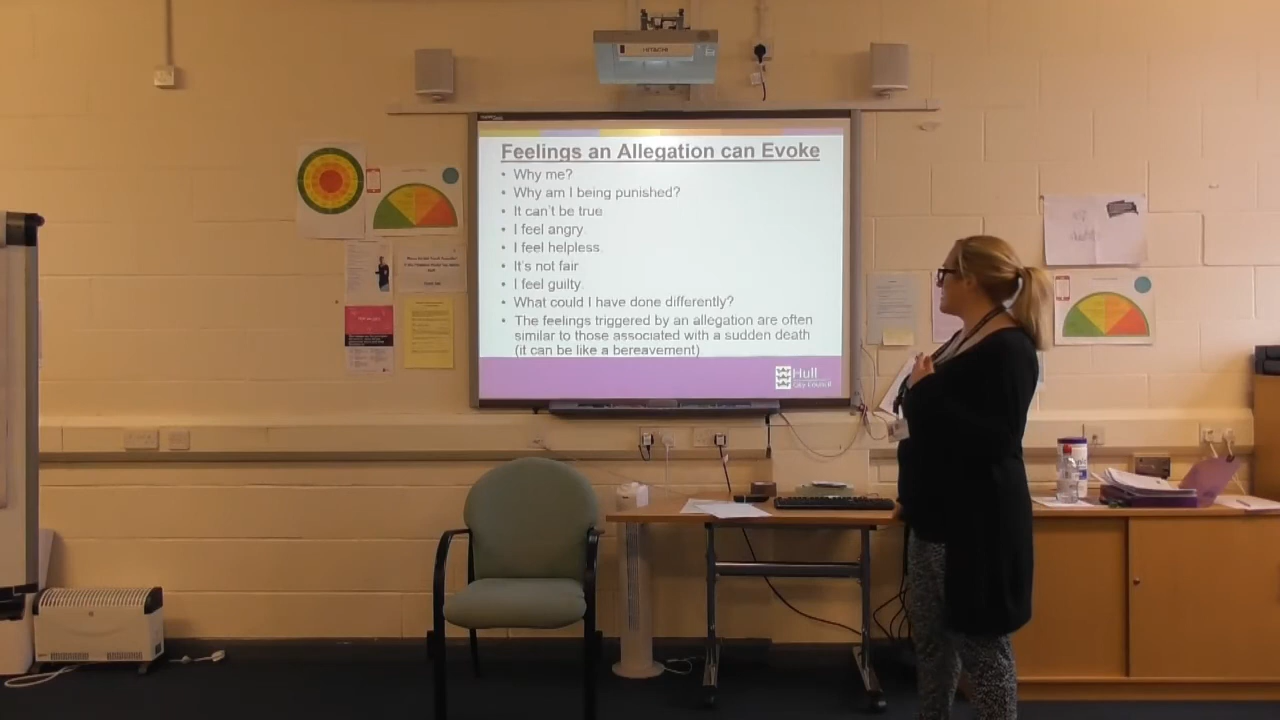 HITACHI
Feelings an Allegation can Evoke
• Why me?
• Why am I being punished?
• It can't be true
• I feel angry.
• I feel helpless.
• It's not fair
• I feel guilty.
• What could I have done differently?
• The feelings triggered by an allegation are often
similar to those associated with a sudden death
(it can be like a bereavement)
Hull
City Council